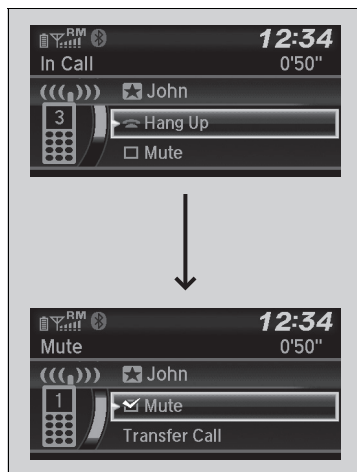 RM
12:34
In Call
0'50"
John
3
Hang Up
Mute
RM
12:34
Mute
0'50"
John
1
Mute
Transfer Call